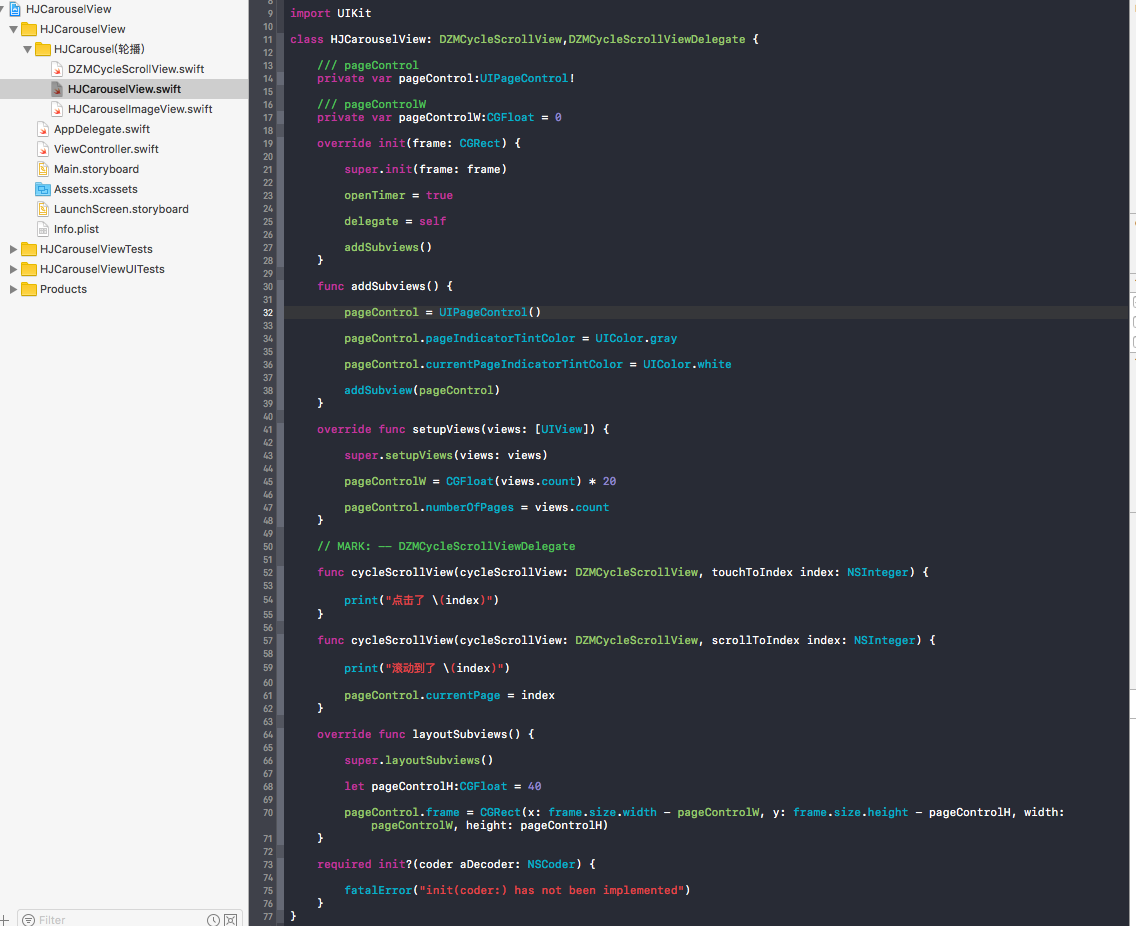 HJCarouselView
HJCarouselView
HJCarousel(轮播)
DZMCycleScrollView.swift
HJCarouselView.swift
HJCarouselImageView.swift
AppDelegate.swift
ViewController.swift
Main.storyboard
Assets.xcassets
LaunchScreen.storyboard
Info.plist
HJCarouselViewTests
HJCarouselViewUITests
Products
Filter
8
9 import UIKit
10
11 class HJCarouselView: DZMCycleScrollView,DZMCycleScrollViewDelegate {
12
13 /// pageControl
14 private var pageControl:UIPageControl!
15
16 /// pageControlW
17 private var pageControlW:CGFloat = 0
18
19 override init(frame: CGRect) {
20
21 super.init(frame: frame)
22
23 openTimer = true
24
25 delegate = self
26
27 addSubviews()
28 }
29
30 func addSubviews() {
31
32 pageControl = UIPageControl()
33
34 pageControl.pageIndicatorTintColor = UIColor.gray
35
36 pageControl.currentPageIndicatorTintColor = UIColor.white
37
38 addSubview(pageControl)
39 }
40
41 override func setupViews(views: [UIView]) {
42
43 super.setupViews(views: views)
44
45 pageControlW = CGFloat(views.count) * 20
46
47 pageControl.numberOfPages = views.count
48 }
49
50 // MARK: -- DZMCycleScrollViewDelegate
51
52 func cycleScrollView(cycleScrollView: DZMCycleScrollView, touchToIndex index: NSInteger) {
53
54 print("点击了 \(index)")
55 }
56
57 func cycleScrollView(cycleScrollView: DZMCycleScrollView, scrollToIndex index: NSInteger) {
58
59 print("滚动到了 \(index)")
60
61 pageControl.currentPage = index
62 }
63
64 override func layoutSubviews() {
65
66 super.layoutSubviews()
67
68 let pageControlH:CGFloat = 40
69
70 pageControl.frame = CGRect(x: frame.size.width - pageControlW, y: frame.size.height - pageControlH, width:
pageControlW, height: pageControlH)
71 }
72
73 required init?(coder aDecoder: NSCoder) {
74
75 fatalError("init(coder:) has not been implemented")
76 }
77 }